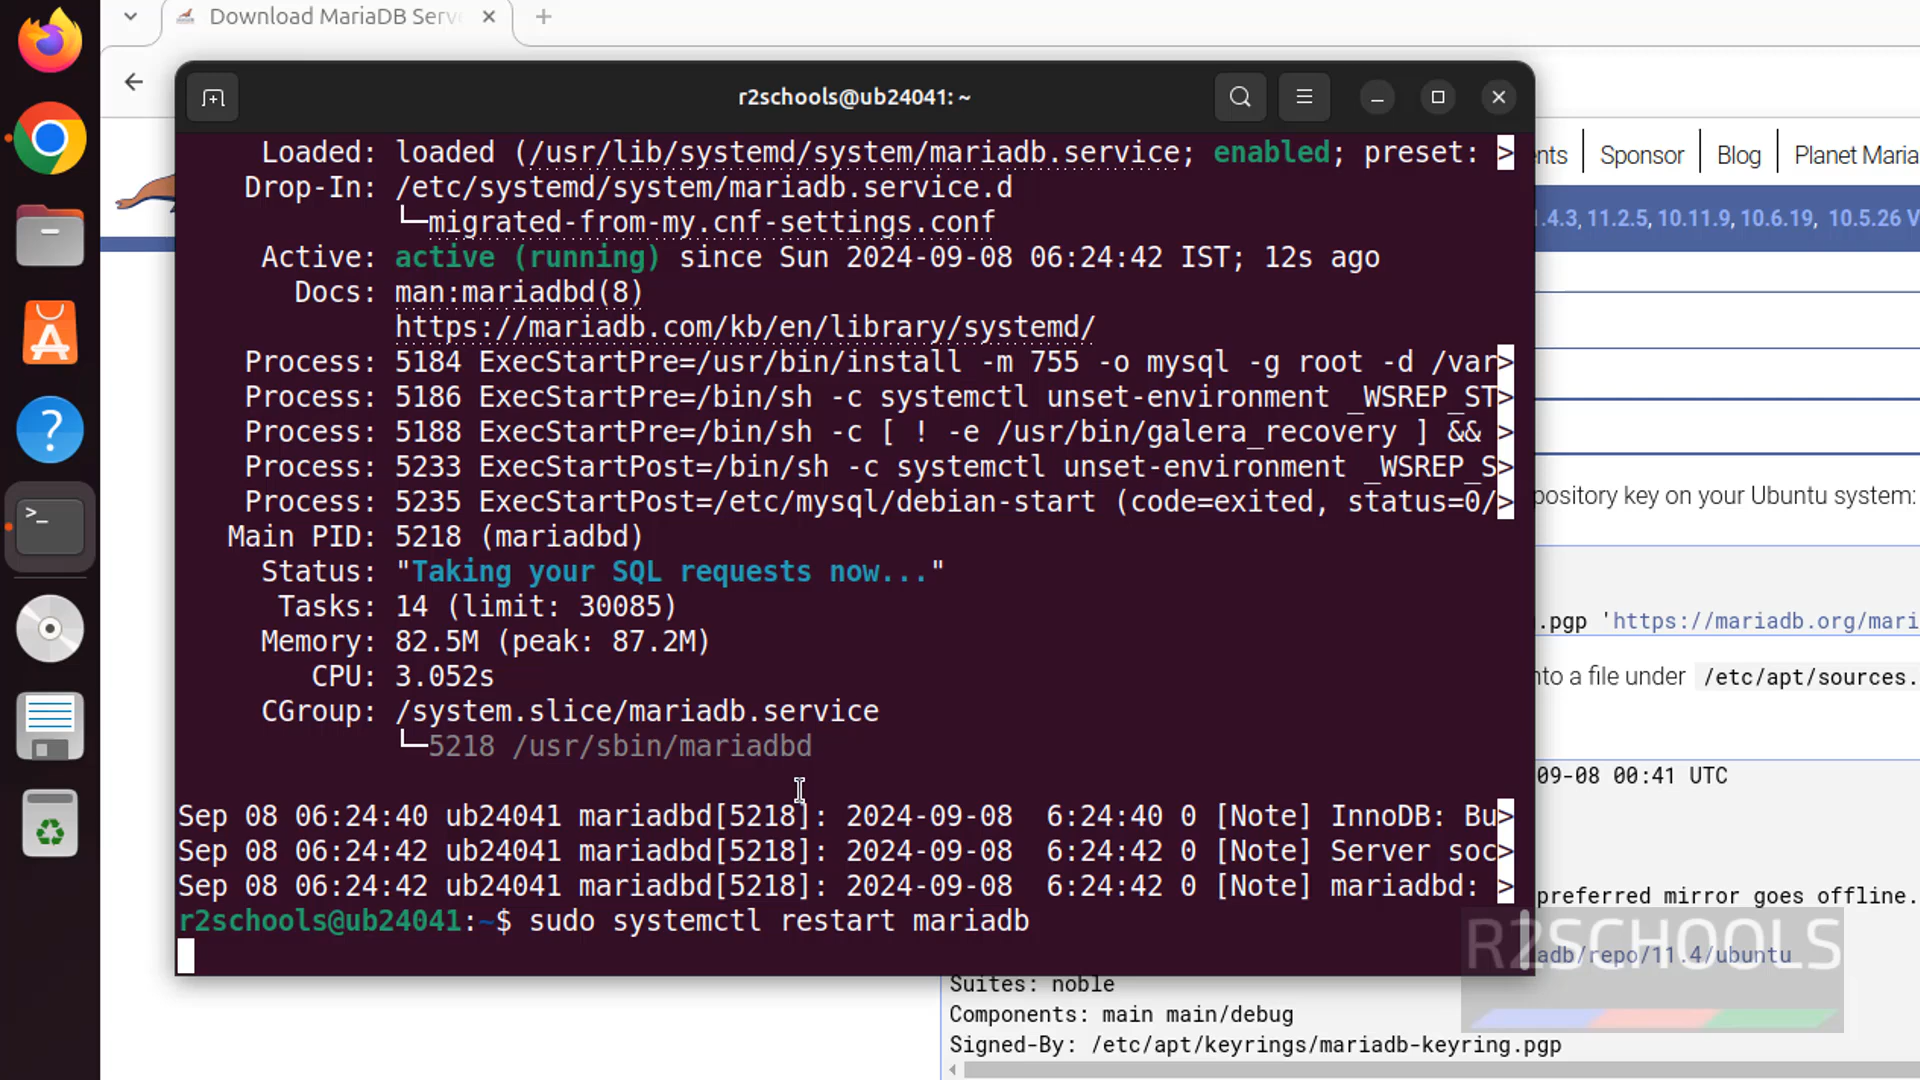 Download MariaDB Serv
r2schools@ub24041: ~
Loaded: loaded (/usr/lib/systemd/system/mariadb.service; enabled; preset: >
Drop-In: /etc/systemd/system/mariadb.service.d
└─migrated-from-my.cnf-settings.conf
Active: active (running) since Sun 2024-09-08 06:24:42 IST; 12s ago
Docs: man:mariadbd(8)
https://mariadb.com/kb/en/library/systemd/
Process: 5184 ExecStartPre=/usr/bin/install -m 755 -o mysql -g root -d /var>
Process: 5186 ExecStartPre=/bin/sh -c systemctl unset-environment _WSREP_ST>
Process: 5188 ExecStartPre=/bin/sh -c [ ! -e /usr/bin/galera_recovery ] && >
Process: 5233 ExecStartPost=/bin/sh -c systemctl unset-environment _WSREP_S>
Process: 5235 ExecStartPost=/etc/mysql/debian-start (code=exited, status=0/>
Main PID: 5218 (mariadbd)
Status: "Taking your SQL requests now..."
Tasks: 14 (limit: 30085)
Memory: 82.5M (peak: 87.2M)
CPU: 3.052s
CGroup: /system.slice/mariadb.service
└─5218 /usr/sbin/mariadbd
Sep 08 06:24:40 ub24041 mariadbd[5218]: 2024-09-08  6:24:40 0 [Note] InnoDB: Bu>
Sep 08 06:24:42 ub24041 mariadbd[5218]: 2024-09-08  6:24:42 0 [Note] Server soc>
Sep 08 06:24:42 ub24041 mariadbd[5218]: 2024-09-08  6:24:42 0 [Note] mariadbd: >
r2schools@ub24041:~$ sudo systemctl restart mariadb
nts Sponsor Blog Planet Maria
.4.3, 11.2.5, 10.11.9, 10.6.19, 10.5.26 V
pository key on your Ubuntu system:
.pgp 'https://mariadb.org/mari
nto a file under /etc/apt/sources.
09-08 00:41 UTC
preferred mirror goes offline.
adb/repo/11.4/ubuntu
Suites: noble
Components: main main/debug
Signed-By: /etc/apt/keyrings/mariadb-keyring.pgp
R2SCHOOLS